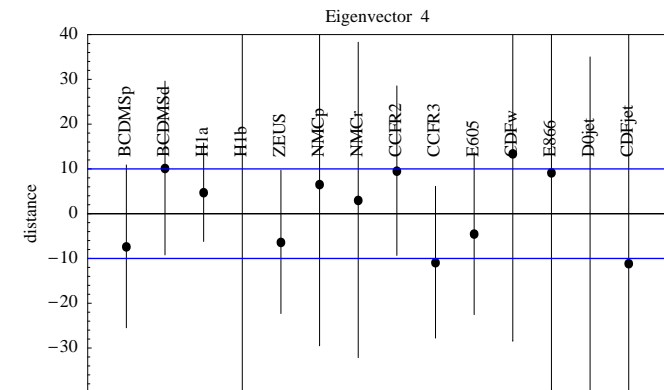 Eigenvector 4
40
30
20
10
0
−10
−20
−30
distance
BCDMSp
BCDMSd
H1a
H1b
ZEUS
NMCp
NMCr
CCFR2
CCFR3
E605
CDFw
E866
D0jet
CDFjet